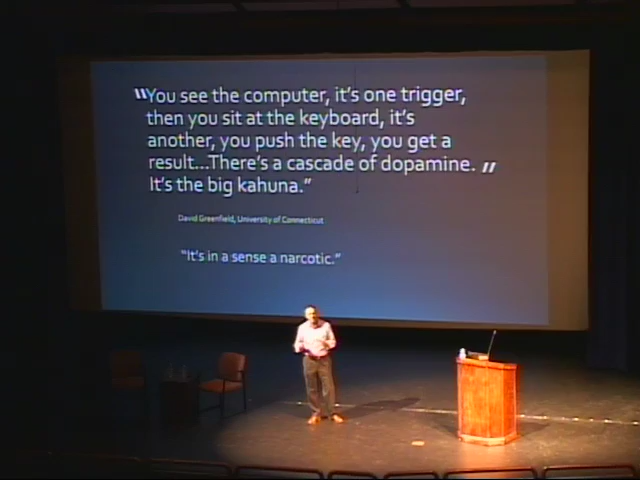 "You see the computer, it's one trigger,
then you sit at the keyboard, it's
another, you push the key, you get a
result...There's a cascade of dopamine. "
It's the big kahuna."
David Greenfield, University of Connecticut
"It's in a sense a narcotic."